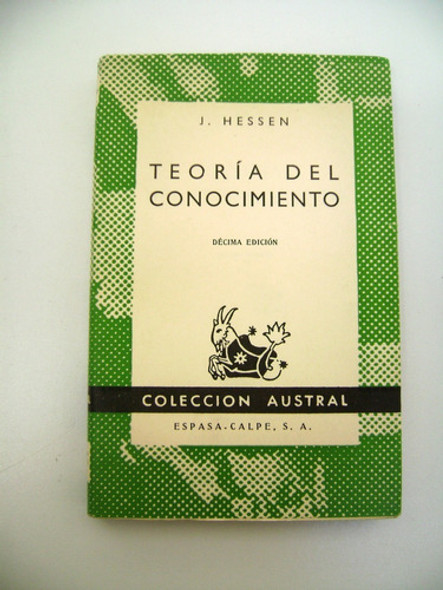 J. HESSEN
TEORÍA DEL
CONOCIMIENTO
DÉCIMA EDICIÓN
COLECCION AUSTRAL
ESPASA-CALPE, S. A.